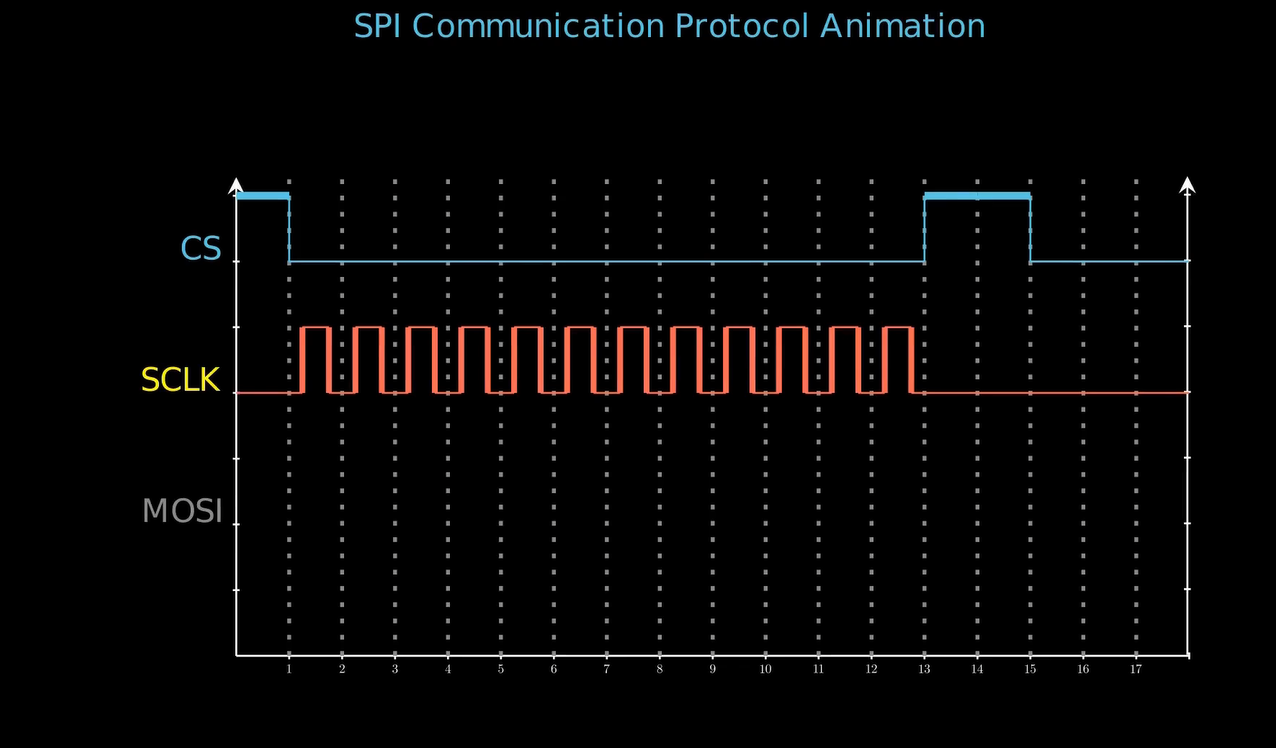 SPI Communication Protocol Animation
CS
SCLK
MOSI
1 2 3 4 5 6 7 8 9 10 11 12 13 14 15 16 17